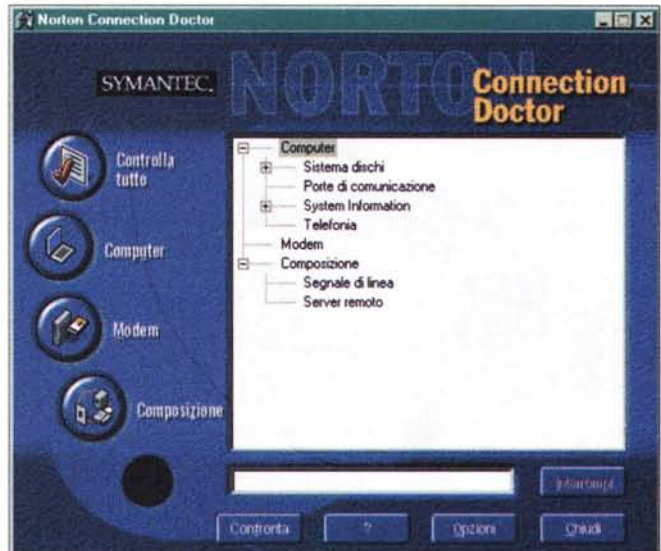 Norton Connection Doctor
SYMANTEC.
NORTON
Connection
Doctor
Controlla
tutto
Computer
Modem
Composizione
Computer
Sistema dischi
Porte di comunicazione
System Information
Telefonia
Modem
Composizione
Segnale di linea
Server remoto
Interrompi
Confronta
?
Opzioni
Chiudi